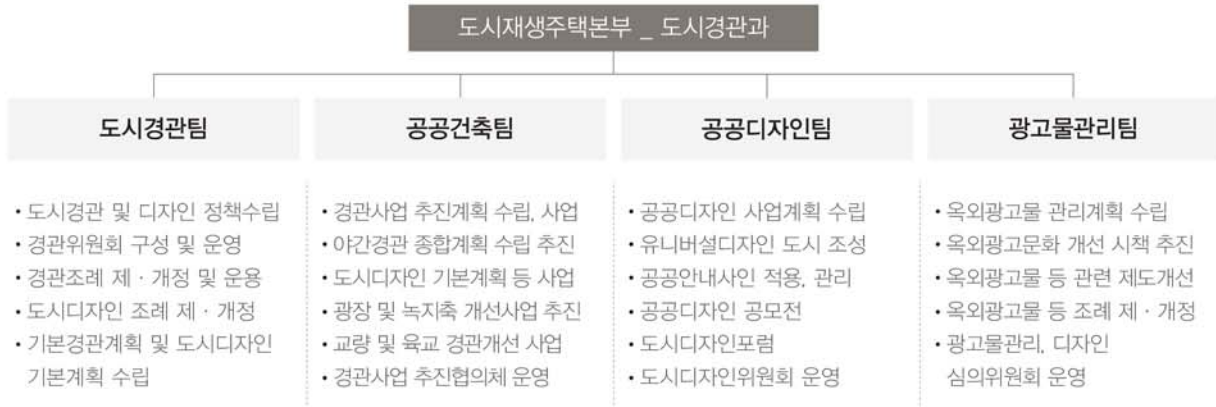 도시재생주택본부 _ 도시경관과
도시경관팀
• 도시경관 및 디자인 정책수립
• 경관위원회 구성 및 운영
• 경관조례 제 · 개정 및 운용
• 도시디자인 조례 제 · 개정
• 기본경관계획 및 도시디자인
기본계획 수립
공공건축팀
• 경관사업 추진계획 수립, 사업
• 야간경관 종합계획 수립 추진
• 도시디자인 기본계획 등 사업
• 광장 및 녹지축 개선사업 추진
• 교량 및 육교 경관개선 사업
• 경관사업 추진협의체 운영
공공디자인팀
• 공공디자인 사업계획 수립
• 유니버설디자인 도시 조성
• 공공안내사인 적용, 관리
• 공공디자인 공모전
• 도시디자인포럼
• 도시디자인위원회 운영
광고물관리팀
• 옥외광고물 관리계획 수립
• 옥외광고문화 개선 시책 추진
• 옥외광고물 등 관련 제도개선
• 옥외광고물 등 조례 제 · 개정
• 광고물관리, 디자인
심의위원회 운영